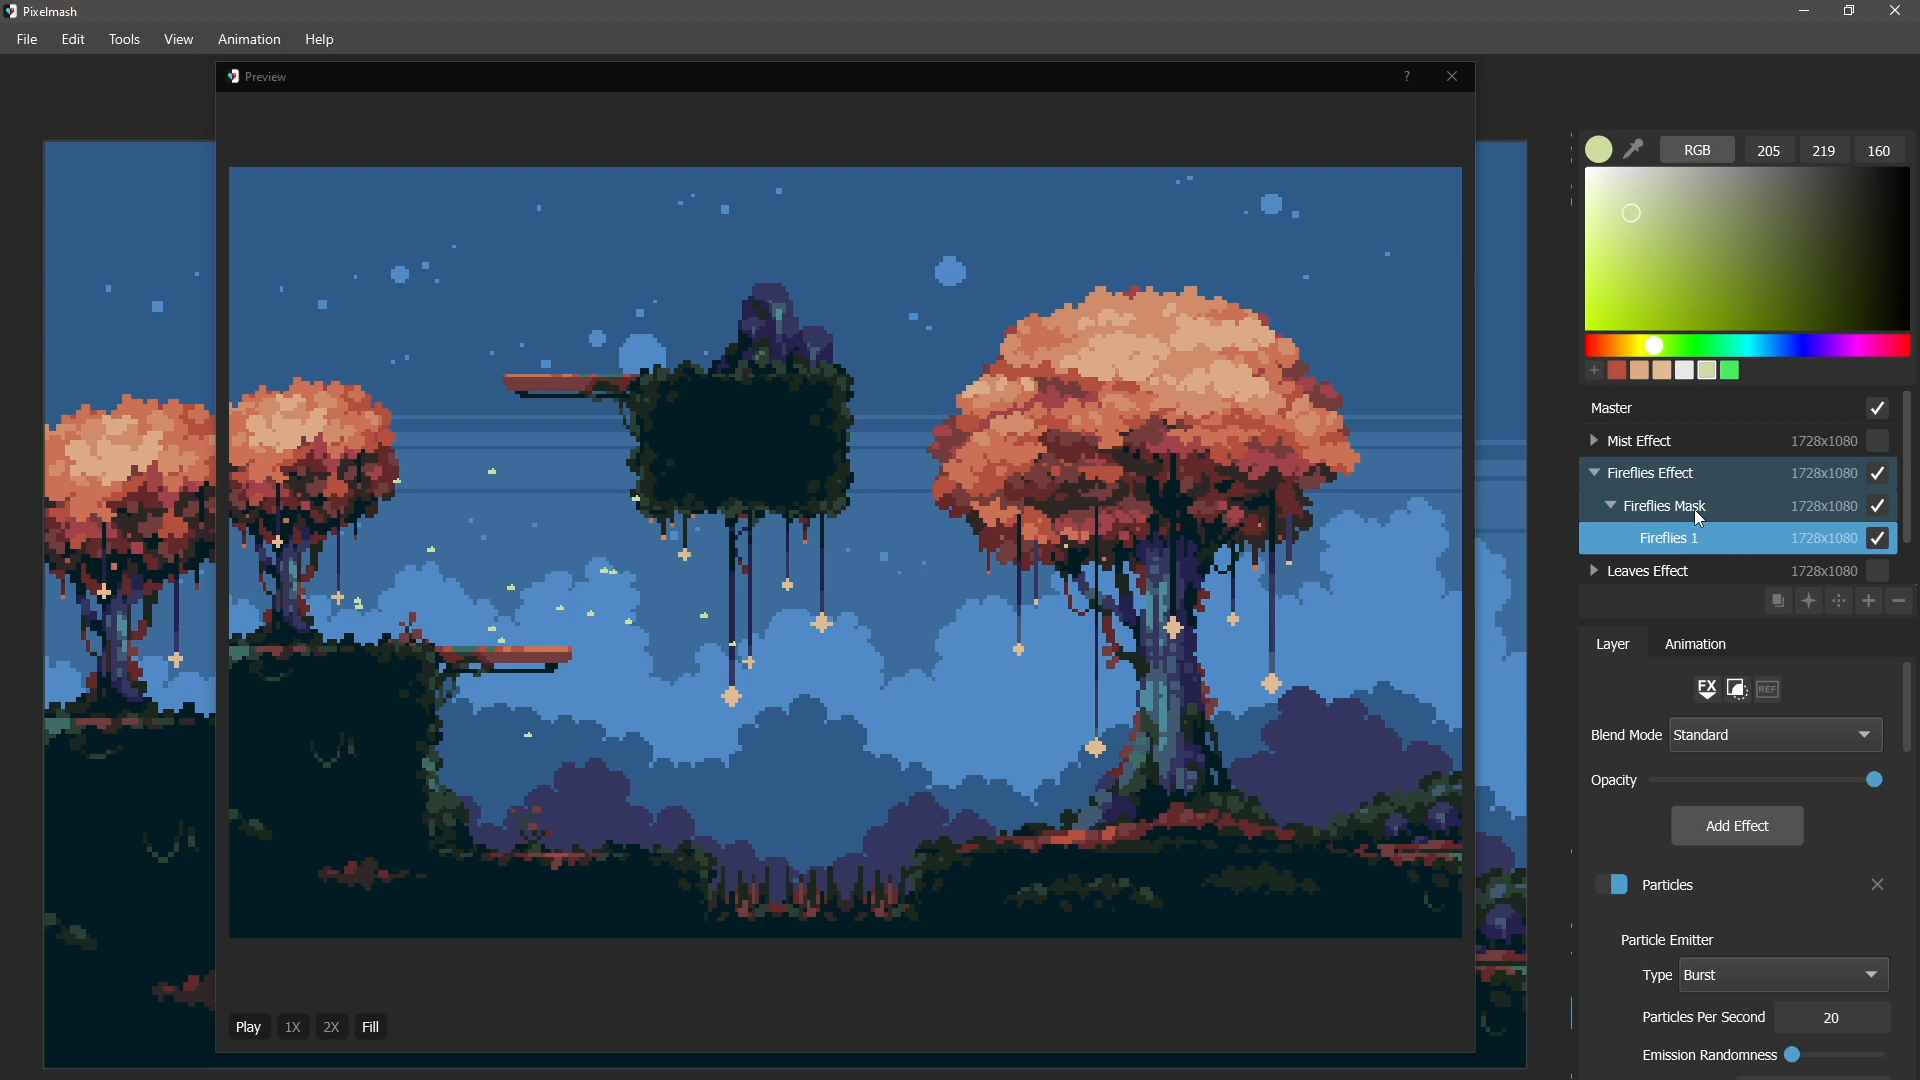 Pixelmash
File Edit Tools View Animation Help
Preview ?
RGB 205 219 160
Master
Mist Effect 1728x1080
Fireflies Effect 1728x1080
Fireflies Mask 1728x1080
Fireflies 1 1728x1080
Leaves Effect 1728x1080
Layer Animation
FX REF
Blend Mode Standard
Opacity
Add Effect
Particles
Particle Emitter
Type Burst
Particles Per Second 20
Emission Randomness
Play 1X 2X Fill